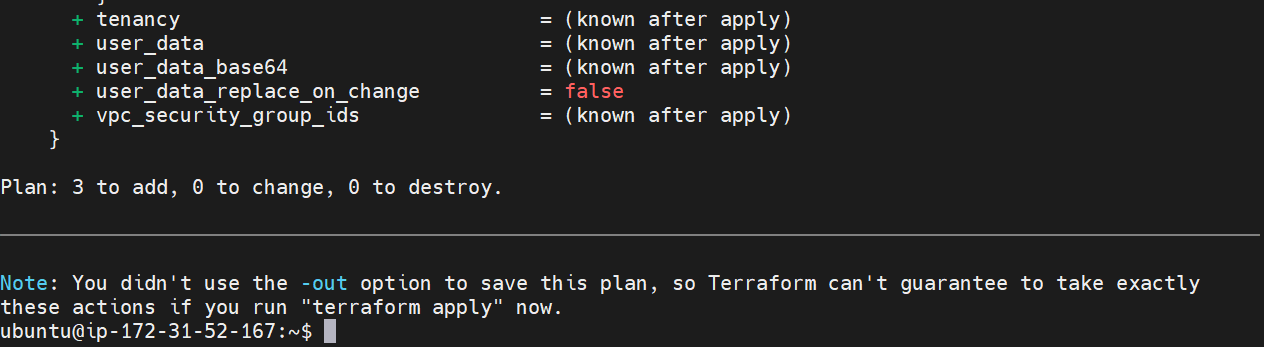 }
+ tenancy = (known after apply)
+ user_data = (known after apply)
+ user_data_base64 = (known after apply)
+ user_data_replace_on_change = false
+ vpc_security_group_ids = (known after apply)
}
Plan: 3 to add, 0 to change, 0 to destroy.
Note: You didn't use the -out option to save this plan, so Terraform can't guarantee to take exactly
these actions if you run "terraform apply" now.
ubuntu@ip-172-31-52-167:~$